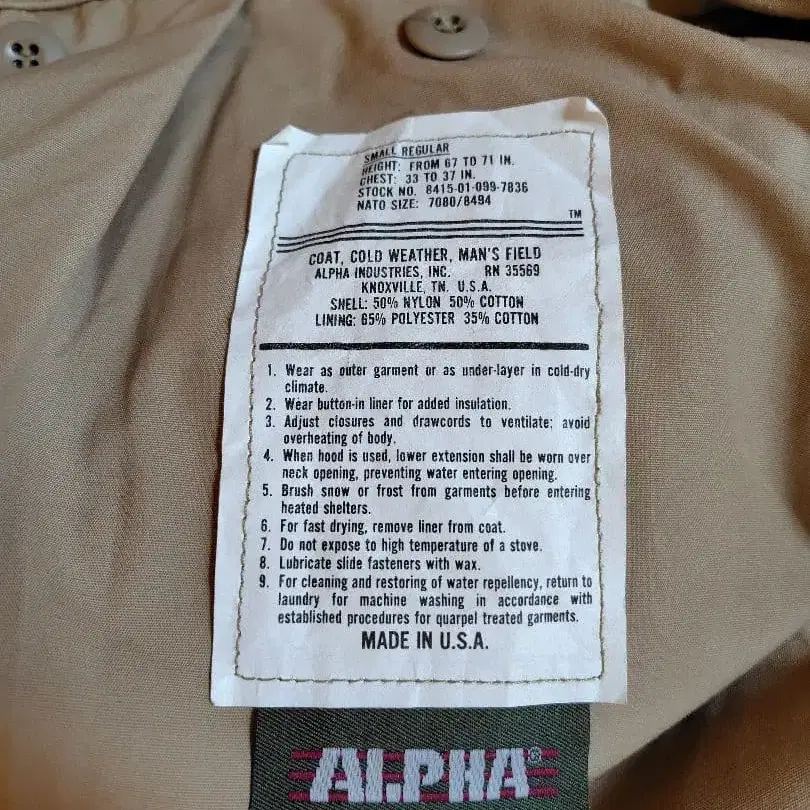 SMALL REGULAR
HEIGHT: FROM 67 TO 71 IN.
CHEST: 33 TO 37 IN.
STOCK NO. 8415-01-099-7836
NATO SIZE: 7080/8494
TM
COAT, COLD WEATHER, MAN'S FIELD
ALPHA INDUSTRIES, INC. RN 35569
KNOXVILLE, TN. U.S.A.
SHELL: 50% NYLON 50% COTTON
LINING: 65% POLYESTER 35% COTTON
1. Wear as outer garment or as under-layer in cold-dry
climate.
2. Wear button-in liner for added insulation.
3. Adjust closures and drawcords to ventilate; avoid
overheating of body.
4. When hood is used, lower extension shall be worn over
neck opening, preventing water entering opening.
5. Brush snow or frost from garments before entering
heated shelters.
6. For fast drying, remove liner from coat.
7. Do not expose to high temperature of a stove.
8. Lubricate slide fasteners with wax.
9. For cleaning and restoring of water repellency, return to
laundry for machine washing in accordance with
established procedures for quarpel treated garments.
MADE IN U.S.A.
ALPHA®